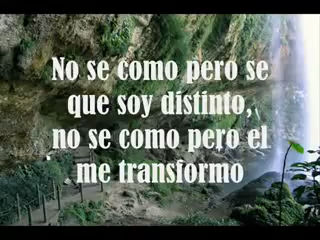 No se como pero se
que soy distinto,
no se como pero el
me transformo